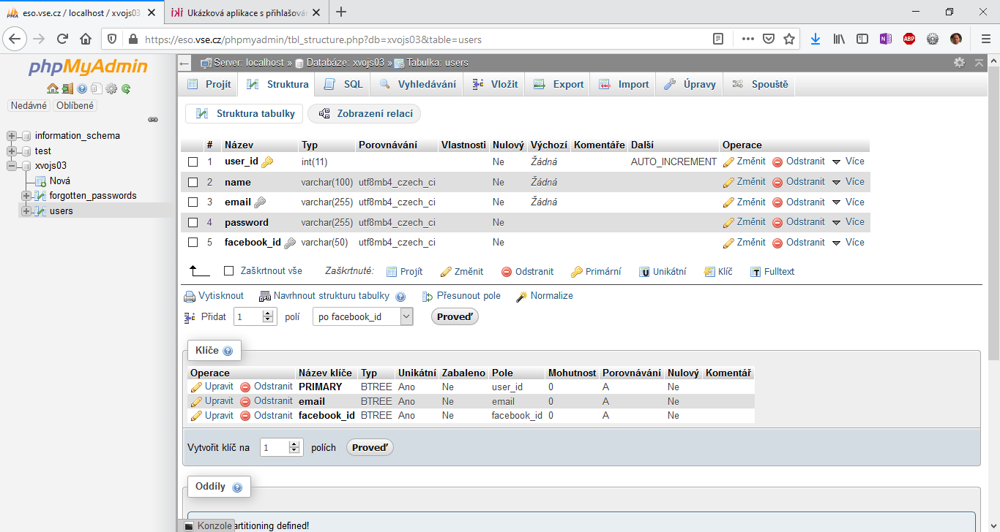 eso.vse.cz / localhost / xvojs03
Ukázková aplikace s přihlašován
https://eso.vse.cz/phpmyadmin/tbl_structure.php?db=xvojs03&table=users
ABP
phpMyAdmin
Nedávné Oblíbené
information_schema
test
xvojs03
Nová
forgotten_passwords
users
Server: localhost » Databáze: xvojs03 » Tabulka: users
Projít Struktura SQL Vyhledávání Vložit Export Import Úpravy Spouště
Struktura tabulky Zobrazení relací
# Název Typ Porovnávání Vlastnosti Nulový Výchozí Komentáře Další Operace
1 user_id int(11) Ne Žádná AUTO_INCREMENT Změnit Odstranit Více
2 name varchar(100) utf8mb4_czech_ci Ne Žádná Změnit Odstranit Více
3 email varchar(255) utf8mb4_czech_ci Ne Žádná Změnit Odstranit Více
4 password varchar(255) utf8mb4_czech_ci Ne Změnit Odstranit Více
5 facebook_id varchar(50) utf8mb4_czech_ci Ne Změnit Odstranit Více
Zaškrtnout vše Zaškrtnuté: Projít Změnit Odstranit Primární Unikátní Klíč Fulltext
Vytisknout Navrhnout strukturu tabulky Přesunout pole Normalize
Přidat 1 polí po facebook_id Proveď
Klíče
Operace Název klíče Typ Unikátní Zabaleno Pole Mohutnost Porovnávání Nulový Komentář
Upravit Odstranit PRIMARY BTREE Ano Ne user_id 0 A Ne
Upravit Odstranit email BTREE Ano Ne email 0 A Ne
Upravit Odstranit facebook_id BTREE Ano Ne facebook_id 0 A Ne
Vytvořit klíč na 1 polích Proveď
Oddíly
Konzole artitioning defined!